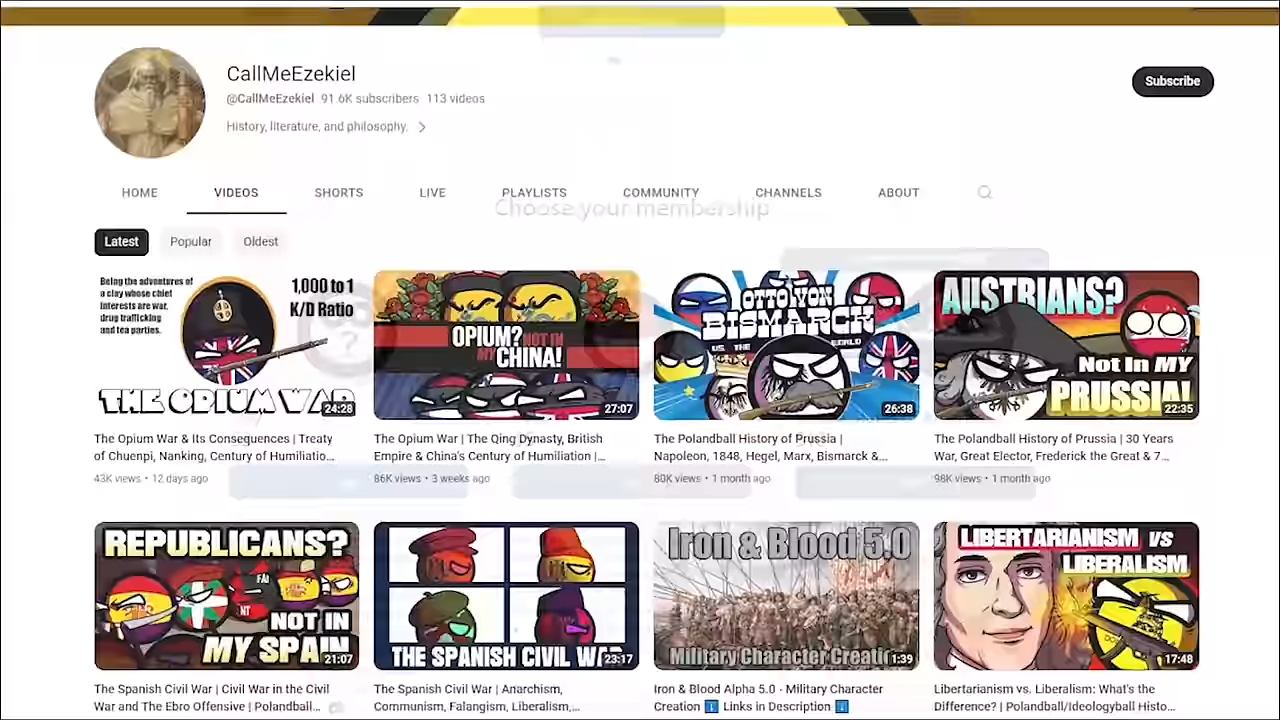 CallMeEzekiel
@CallMeEzekiel 91.6K subscribers 113 videos
History, literature, and philosophy.
Subscribe
HOME VIDEOS SHORTS LIVE PLAYLISTS COMMUNITY CHANNELS ABOUT
Choose your membership
Latest Popular Oldest
Being the adventures of
a clay whose chief
interests are war,
drug trafficking
and tea parties.
1,000 to 1
K/D Ratio
THE OPIUM WAR
24:28
OPIUM? NOT IN
MY CHINA!
27:07
OTTO VON
BISMARCK
VS. THE WORLD
26:38
AUSTRIANS?
Not In MY
PRUSSIA!
22:35
The Opium War & Its Consequences | Treaty
of Chuenpi, Nanking, Century of Humiliatio...
43K views • 12 days ago
The Opium War | The Qing Dynasty, British
Empire & China's Century of Humiliation |...
86K views • 3 weeks ago
The Polandball History of Prussia |
Napoleon, 1848, Hegel, Marx, Bismarck &...
80K views • 1 month ago
The Polandball History of Prussia | 30 Years
War, Great Elector, Frederick the Great & 7...
98K views • 1 month ago
REPUBLICANS?
FAI
NT
NOT IN
MY SPAIN
21:07
THE SPANISH CIVIL WAR
23:17
Iron & Blood 5.0
Military Character Creatio
1:39
LIBERTARIANISM VS
LIBERALISM
17:48
The Spanish Civil War | Civil War in the Civil
War and The Ebro Offensive | Polandball...
The Spanish Civil War | Anarchism,
Communism, Falangism, Liberalism,...
Iron & Blood Alpha 5.0 - Military Character
Creation ⬇ Links in Description ⬇
Libertarianism vs. Liberalism: What's the
Difference? | Polandball/Ideologyball Histo...